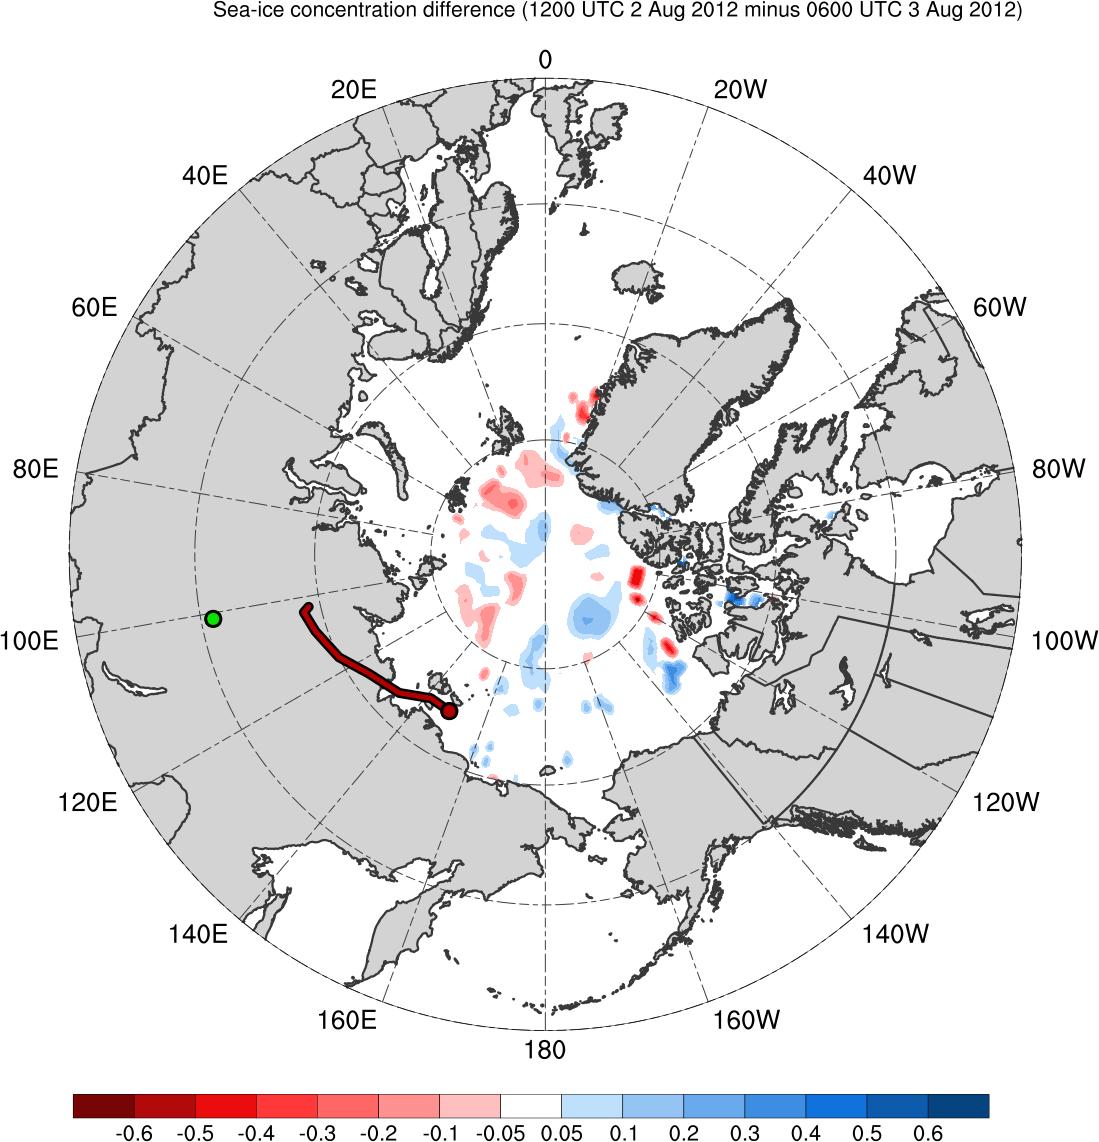 Sea-ice concentration difference (1200 UTC 2 Aug 2012 minus 0600 UTC 3 Aug 2012)
0
20E 20W
40E 40W
60E 60W
80E 80W
100E 100W
120E 120W
140E 140W
160E 160W
180
-0.6 -0.5 -0.4 -0.3 -0.2 -0.1 -0.05 0.05 0.1 0.2 0.3 0.4 0.5 0.6